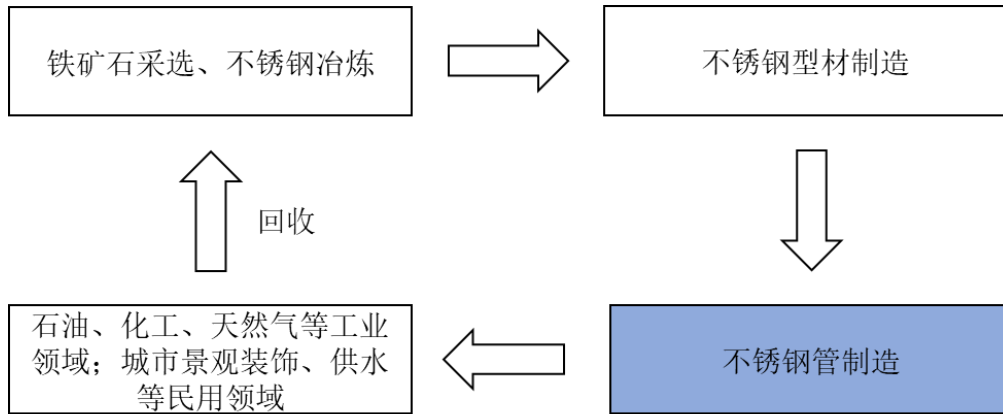 铁矿石采选、不锈钢冶炼
不锈钢型材制造
回收
石油、化工、天然气等工业
领域；城市景观装饰、供水
等民用领域
不锈钢管制造